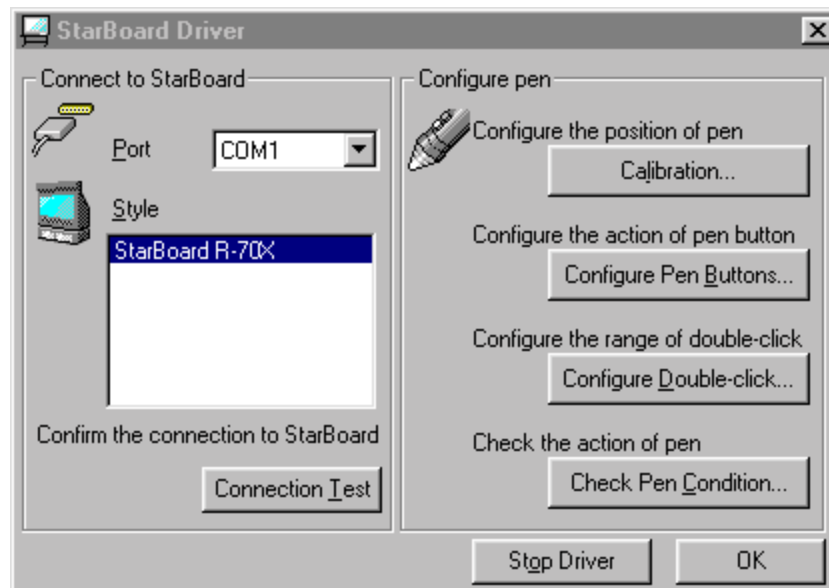 StarBoard Driver
Connect to StarBoard
Port
COM1
Style
StarBoard R-70X
Confirm the connection to StarBoard
Connection Test
Configure pen
Configure the position of pen
Calibration...
Configure the action of pen button
Configure Pen Buttons...
Configure the range of double-click
Configure Double-click...
Check the action of pen
Check Pen Condition...
Stop Driver
OK